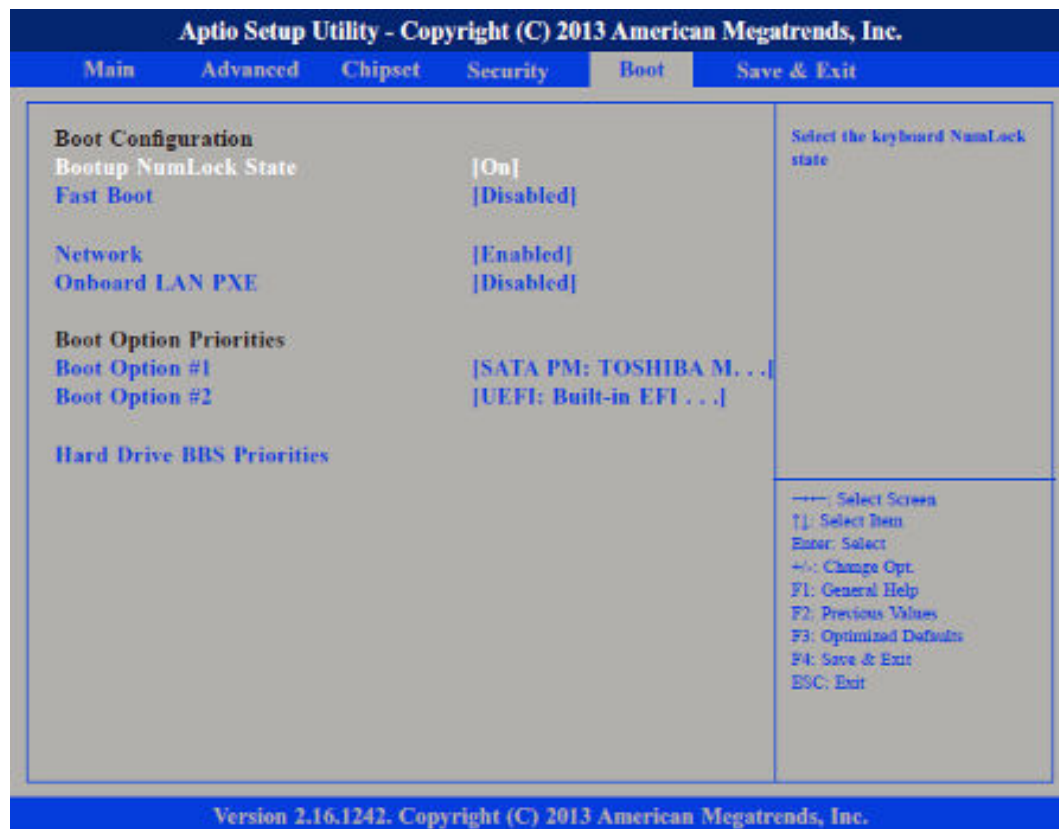 Aptio Setup Utility - Copyright (C) 2013 American Megatrends, Inc.
Main Advanced Chipset Security Boot Save & Exit
Boot Configuration
Bootup NumLock State [On]
Fast Boot [Disabled]
Network [Enabled]
Onboard LAN PXE [Disabled]
Boot Option Priorities
Boot Option #1 [SATA PM: TOSHIBA M. . .[
Boot Option #2 [UEFI: Built-in EFI . . .]
Hard Drive BBS Priorities
Select the keyboard NumLock
state
→←: Select Screen
↑↓: Select Item
Enter: Select
+/-: Change Opt.
F1: General Help
F2: Previous Values
F3: Optimized Defaults
F4: Save & Exit
ESC: Exit
Version 2.16.1242. Copyright (C) 2013 American Megatrends, Inc.